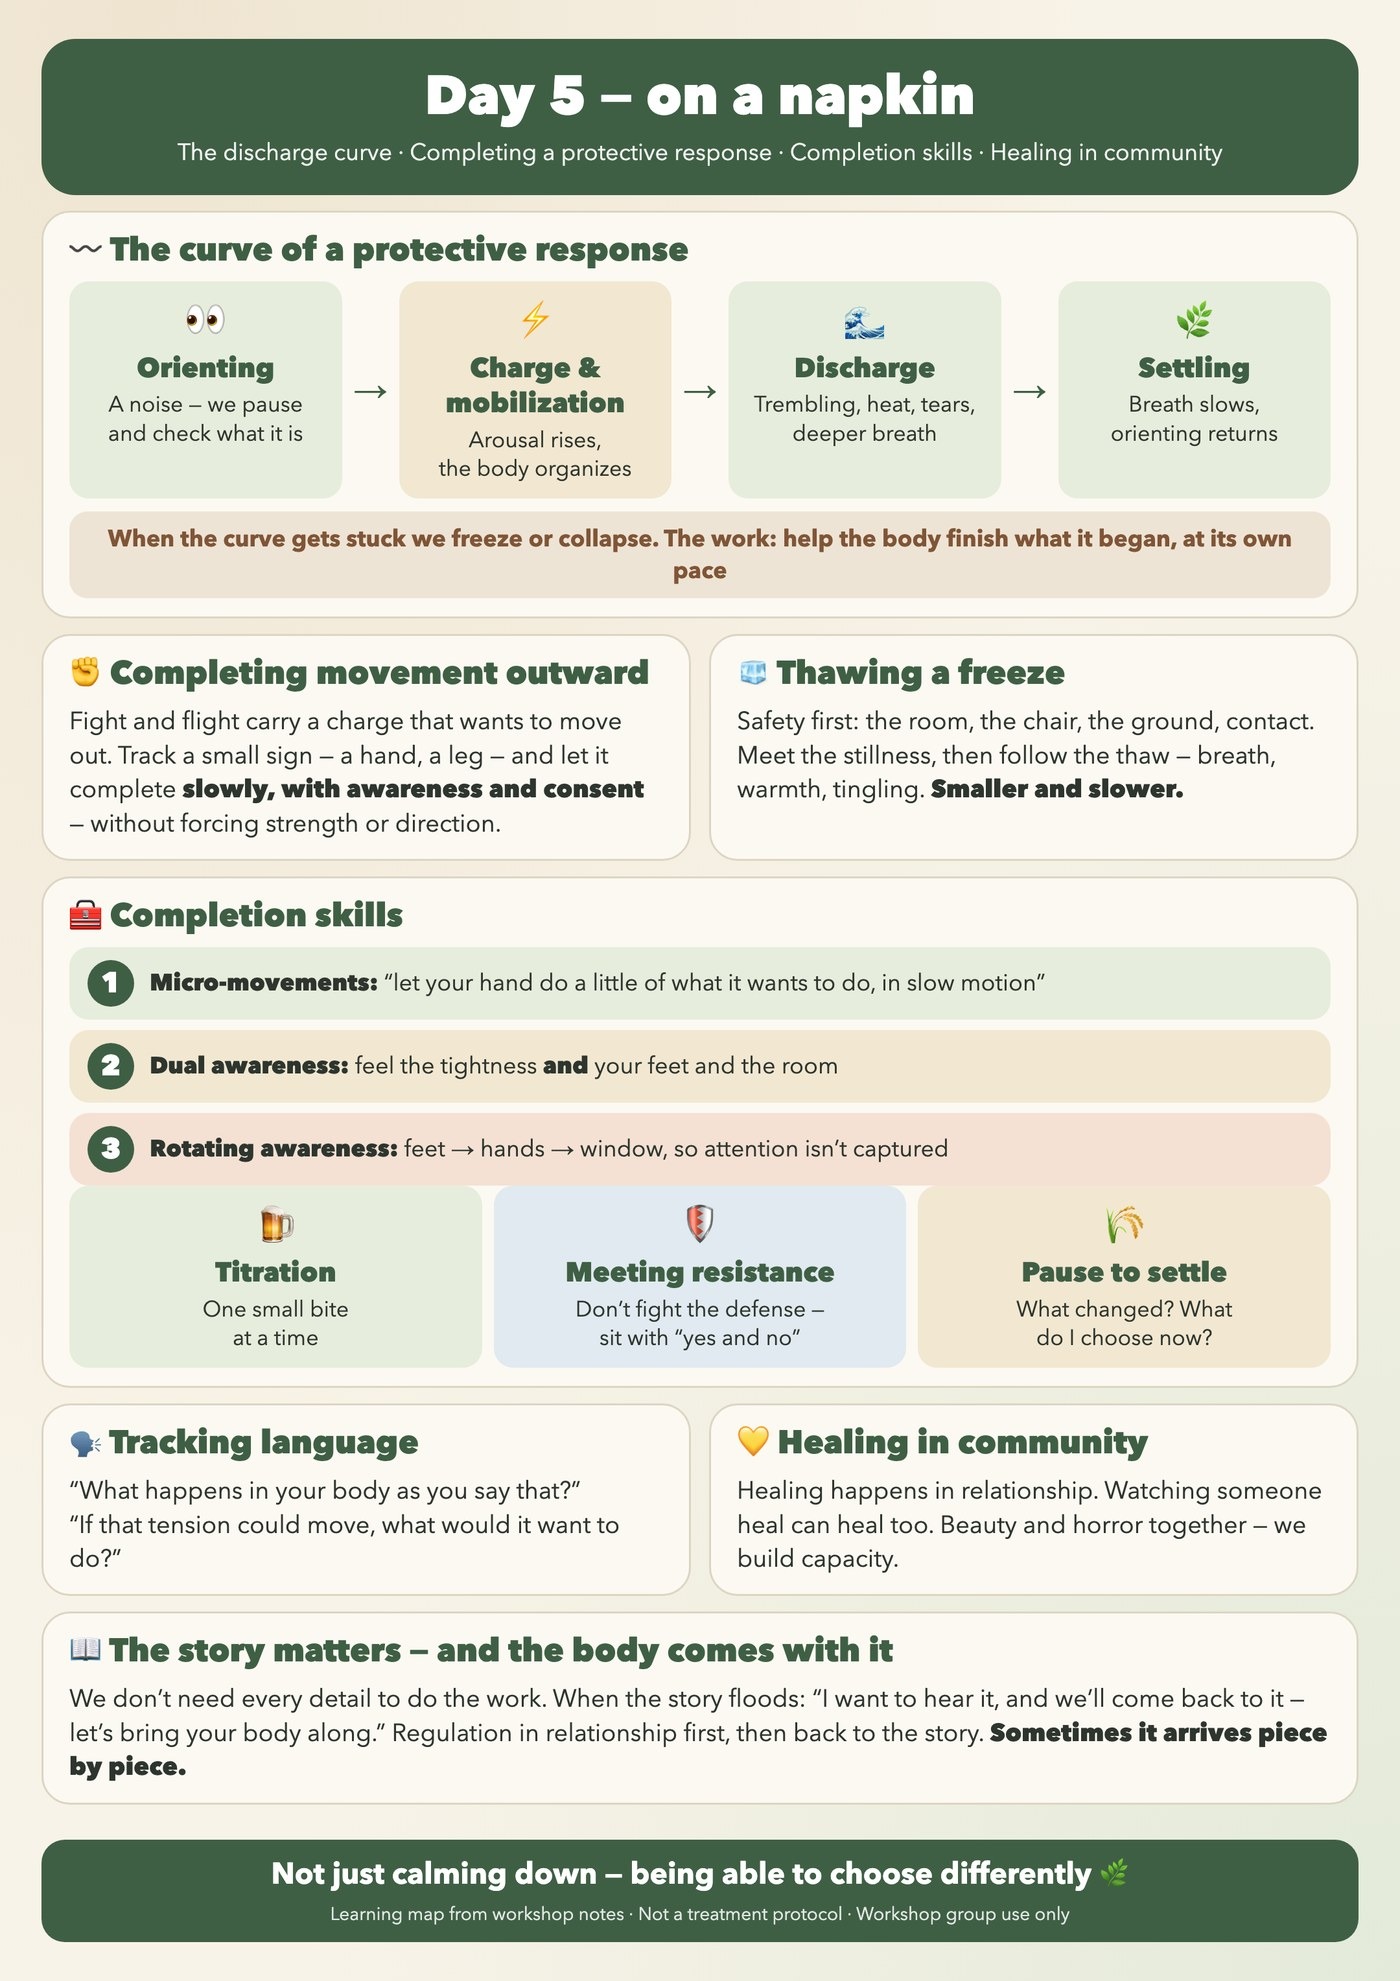 Day 5 – on a napkin
The discharge curve · Completing a protective response · Completion skills · Healing in community
The curve of a protective response
Orienting
A noise – we pause
and check what it is
→
Charge &
mobilization
Arousal rises,
the body organizes
→
Discharge
Trembling, heat, tears,
deeper breath
→
Settling
Breath slows,
orienting returns
When the curve gets stuck we freeze or collapse. The work: help the body finish what it began, at its own
pace
Completing movement outward
Fight and flight carry a charge that wants to move
out. Track a small sign – a hand, a leg – and let it
complete slowly, with awareness and consent
– without forcing strength or direction.
Thawing a freeze
Safety first: the room, the chair, the ground, contact.
Meet the stillness, then follow the thaw – breath,
warmth, tingling. Smaller and slower.
Completion skills
1 Micro-movements: “let your hand do a little of what it wants to do, in slow motion”
2 Dual awareness: feel the tightness and your feet and the room
3 Rotating awareness: feet → hands → window, so attention isn’t captured
Titration
One small bite
at a time
Meeting resistance
Don’t fight the defense –
sit with “yes and no”
Pause to settle
What changed? What
do I choose now?
Tracking language
“What happens in your body as you say that?”
“If that tension could move, what would it want to
do?”
Healing in community
Healing happens in relationship. Watching someone
heal can heal too. Beauty and horror together – we
build capacity.
The story matters – and the body comes with it
We don’t need every detail to do the work. When the story floods: “I want to hear it, and we’ll come back to it –
let’s bring your body along.” Regulation in relationship first, then back to the story. Sometimes it arrives piece
by piece.
Not just calming down – being able to choose differently
Learning map from workshop notes · Not a treatment protocol · Workshop group use only